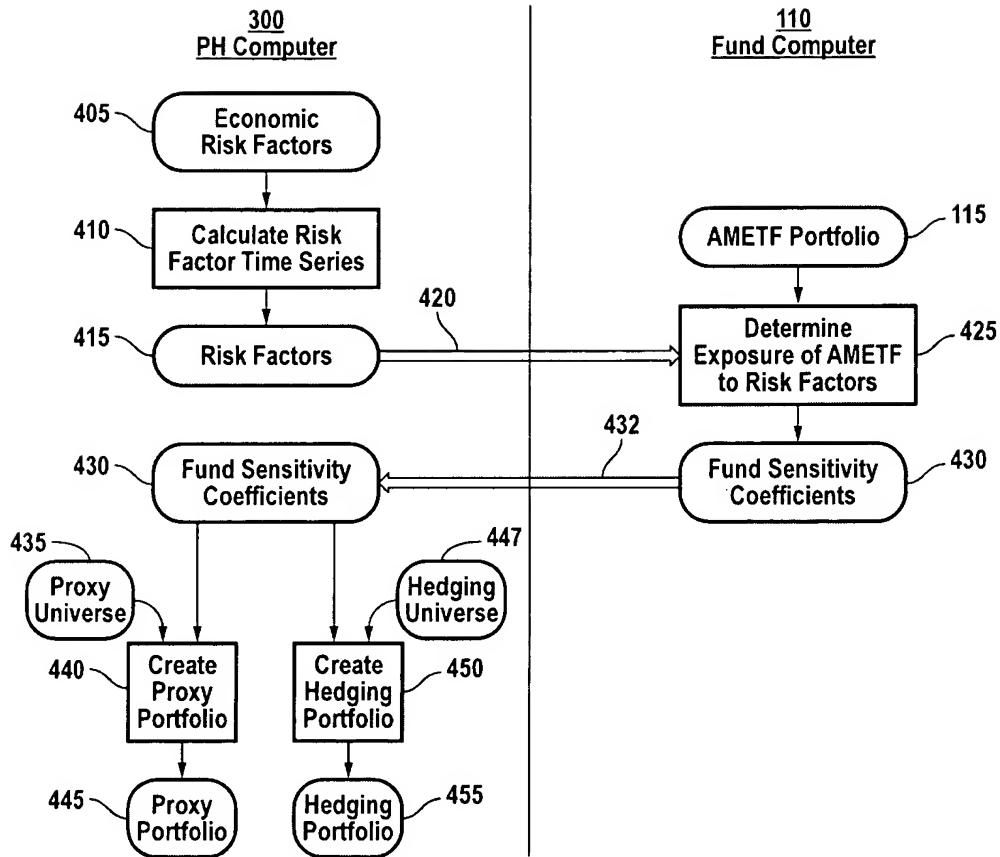 300
PH Computer
110
Fund Computer
405
Economic
Risk Factors
410
Calculate Risk
Factor Time Series
115
AMETF Portfolio
420
415
Risk Factors
Determine
Exposure of AMETF
to Risk Factors
425
432
430
Fund Sensitivity
Coefficients
Fund Sensitivity
Coefficients
430
435
Proxy
Universe
447
Hedging
Universe
440
Create
Proxy
Portfolio
Create
Hedging
Portfolio
450
445
Proxy
Portfolio
Hedging
Portfolio
455